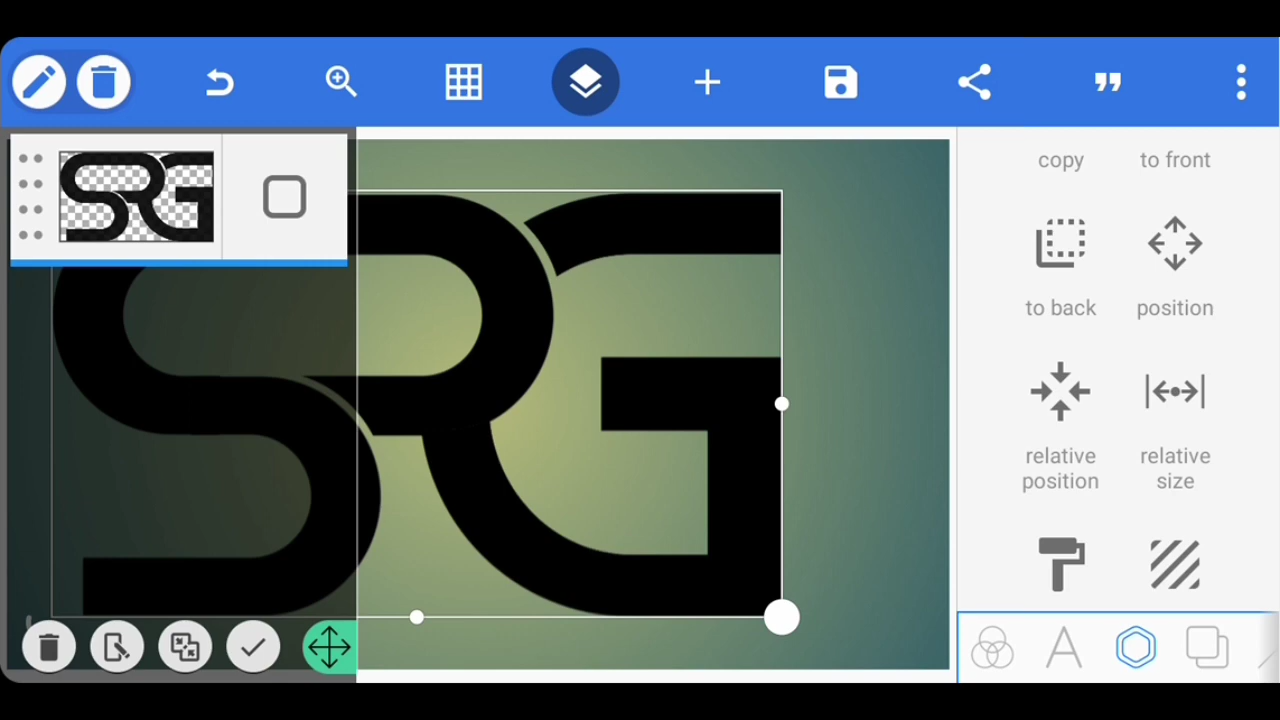 SRG
SRG
copy to front
to back position
relative position relative size